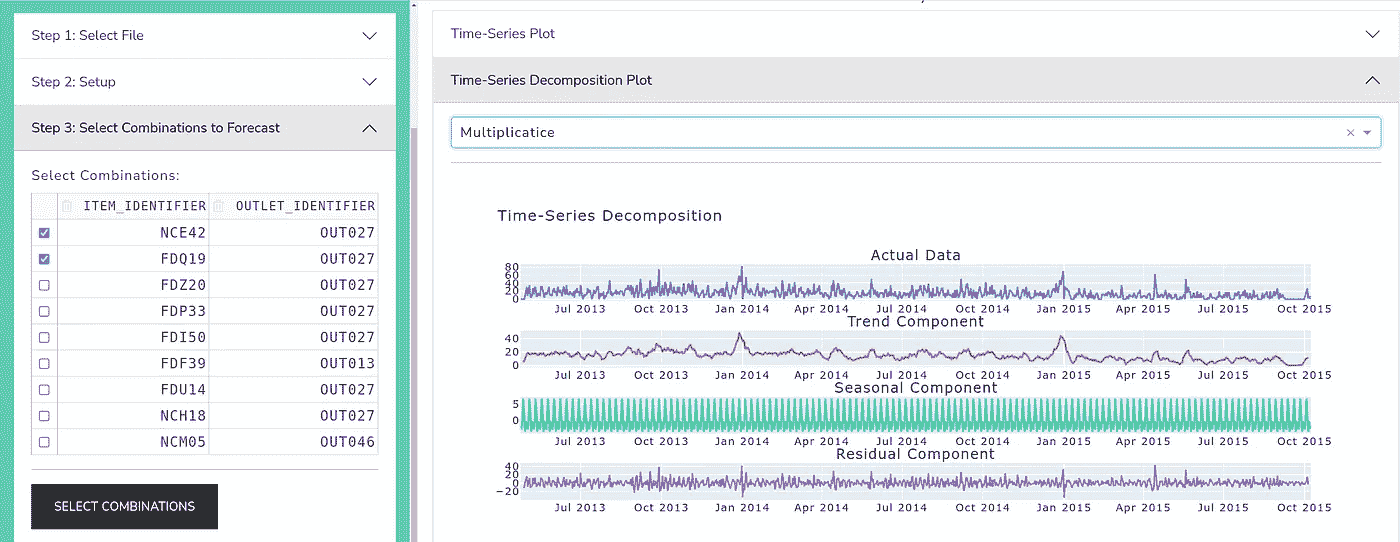 Step 1: Select File
Step 2: Setup
Step 3: Select Combinations to Forecast
Select Combinations:
ITEM_IDENTIFIER OUTLET_IDENTIFIER
NCE42 OUT027
FDQ19 OUT027
FDZ20 OUT027
FDP33 OUT027
FDI50 OUT027
FDF39 OUT013
FDU14 OUT027
NCH18 OUT027
NCM05 OUT046
SELECT COMBINATIONS
Time-Series Plot
Time-Series Decomposition Plot
Multiplicatice
Time-Series Decomposition
Actual Data
80
60
40
20
0
Jul 2013 Oct 2013 Jan 2014 Apr 2014 Jul 2014 Oct 2014 Jan 2015 Apr 2015 Jul 2015 Oct 2015
Trend Component
40
20
0
Jul 2013 Oct 2013 Jan 2014 Apr 2014 Jul 2014 Oct 2014 Jan 2015 Apr 2015 Jul 2015 Oct 2015
Seasonal Component
5
0
Jul 2013 Oct 2013 Jan 2014 Apr 2014 Jul 2014 Oct 2014 Jan 2015 Apr 2015 Jul 2015 Oct 2015
Residual Component
40
20
0
−20
Jul 2013 Oct 2013 Jan 2014 Apr 2014 Jul 2014 Oct 2014 Jan 2015 Apr 2015 Jul 2015 Oct 2015